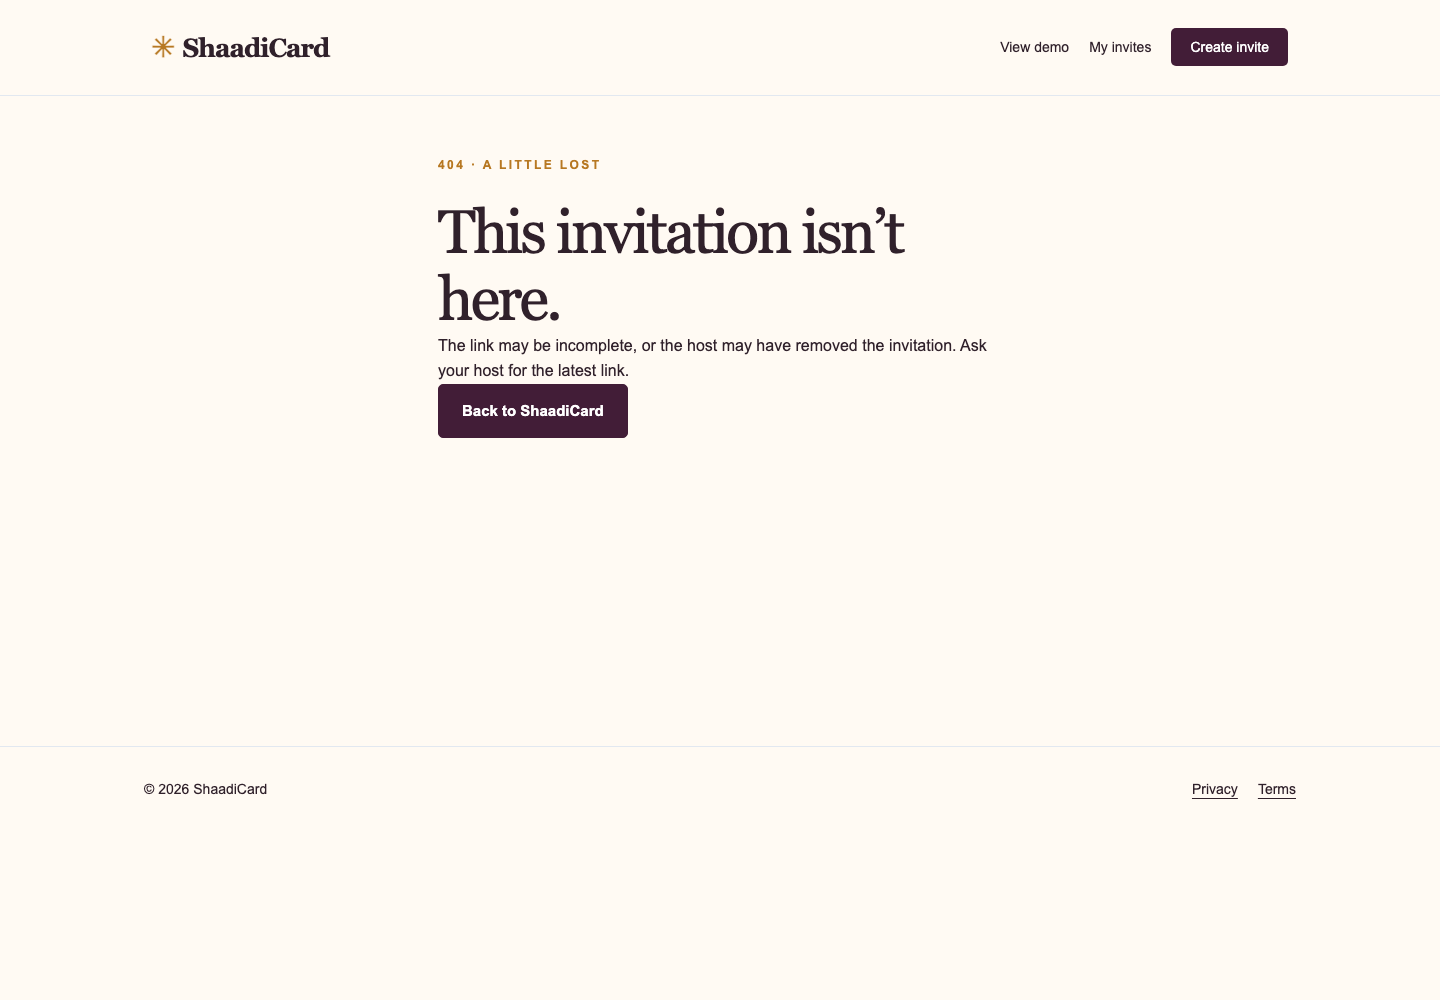 ShaadiCard
View demo
My invites
Create invite
404 · A LITTLE LOST
This invitation isn’t
here.
The link may be incomplete, or the host may have removed the invitation. Ask
your host for the latest link.
Back to ShaadiCard
© 2026 ShaadiCard
Privacy
Terms